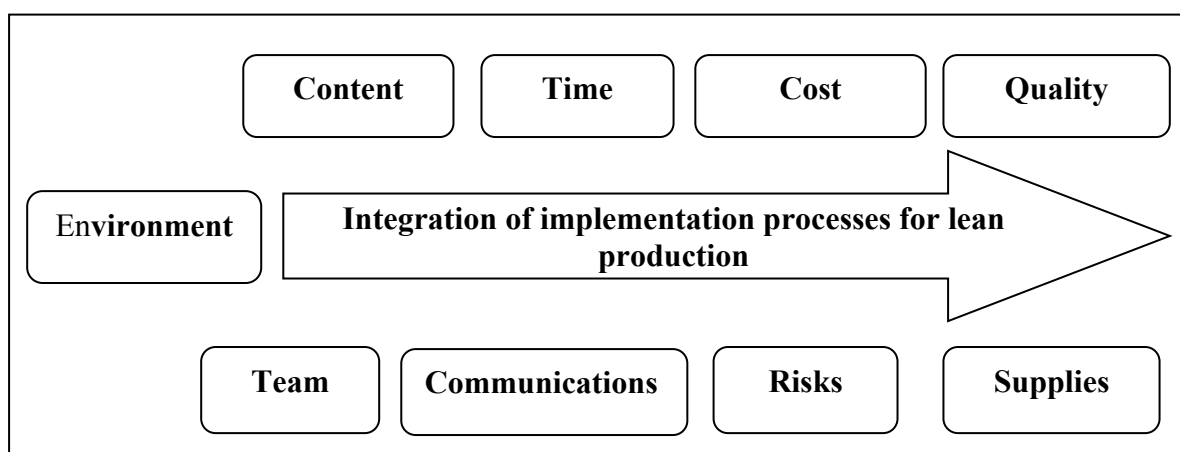 Content
Time
Cost
Quality
Environment
Integration of implementation processes for lean
production
Team
Communications
Risks
Supplies